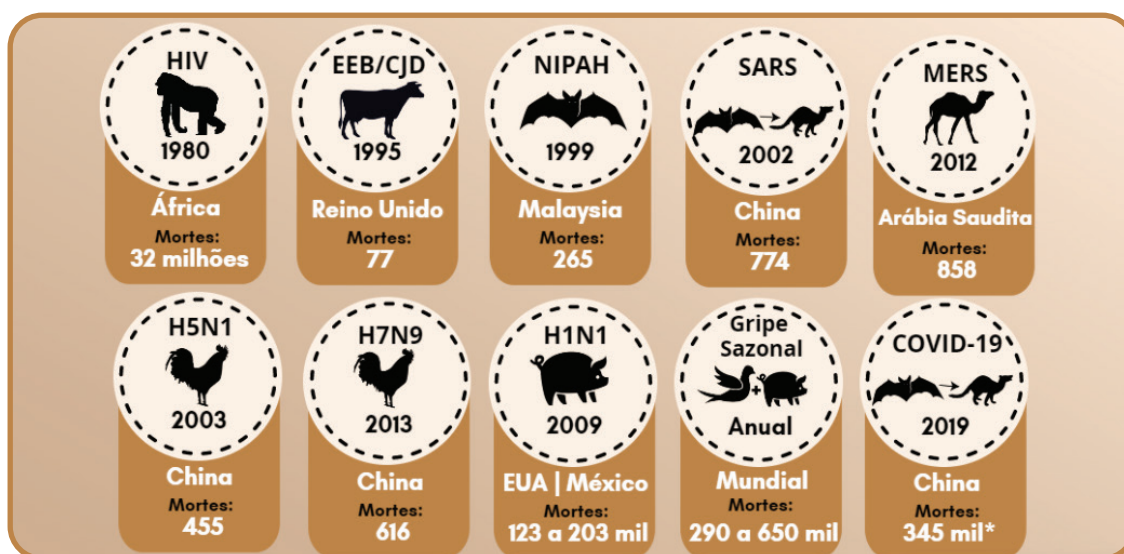 HIV
1980
África
Mortes:
32 milhões
EEB/CJD
1995
Reino Unido
Mortes:
77
NIPAH
1999
Malaysia
Mortes:
265
SARS
2002
China
Mortes:
774
MERS
2012
Arábia Saudita
Mortes:
858
H5N1
2003
China
Mortes:
455
H7N9
2013
China
Mortes:
616
H1N1
2009
EUA | México
Mortes:
123 a 203 mil
Gripe
Sazonal
+
Anual
Mundial
Mortes:
290 a 650 mil
COVID-19
2019
China
Mortes:
345 mil*